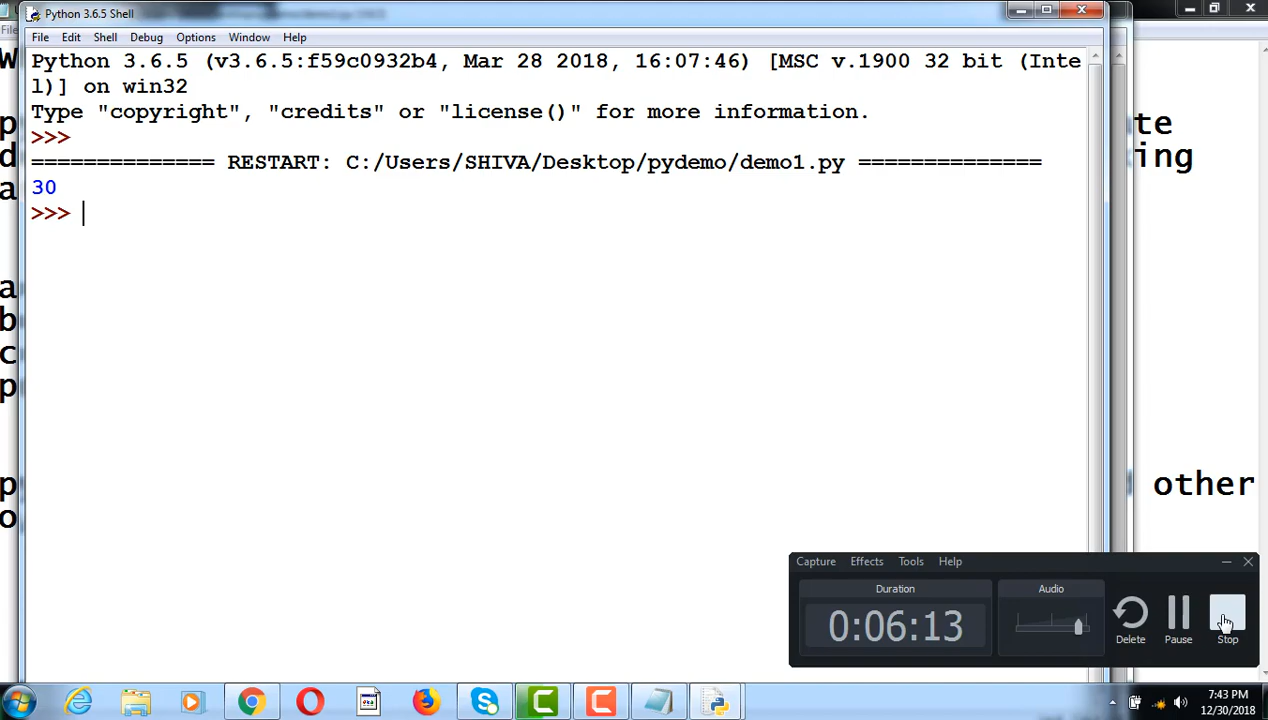 Python 3.6.5 Shell
File Edit Shell Debug Options Window Help
Python 3.6.5 (v3.6.5:f59c0932b4, Mar 28 2018, 16:07:46) [MSC v.1900 32 bit (Inte
l)] on win32
Type "copyright", "credits" or "license()" for more information.
>>>
============== RESTART: C:/Users/SHIVA/Desktop/pydemo/demo1.py ==============
30
>>>
other
Capture Effects Tools Help
Duration Audio
0:06:13
Delete Pause Stop
7:43 PM
12/30/2018